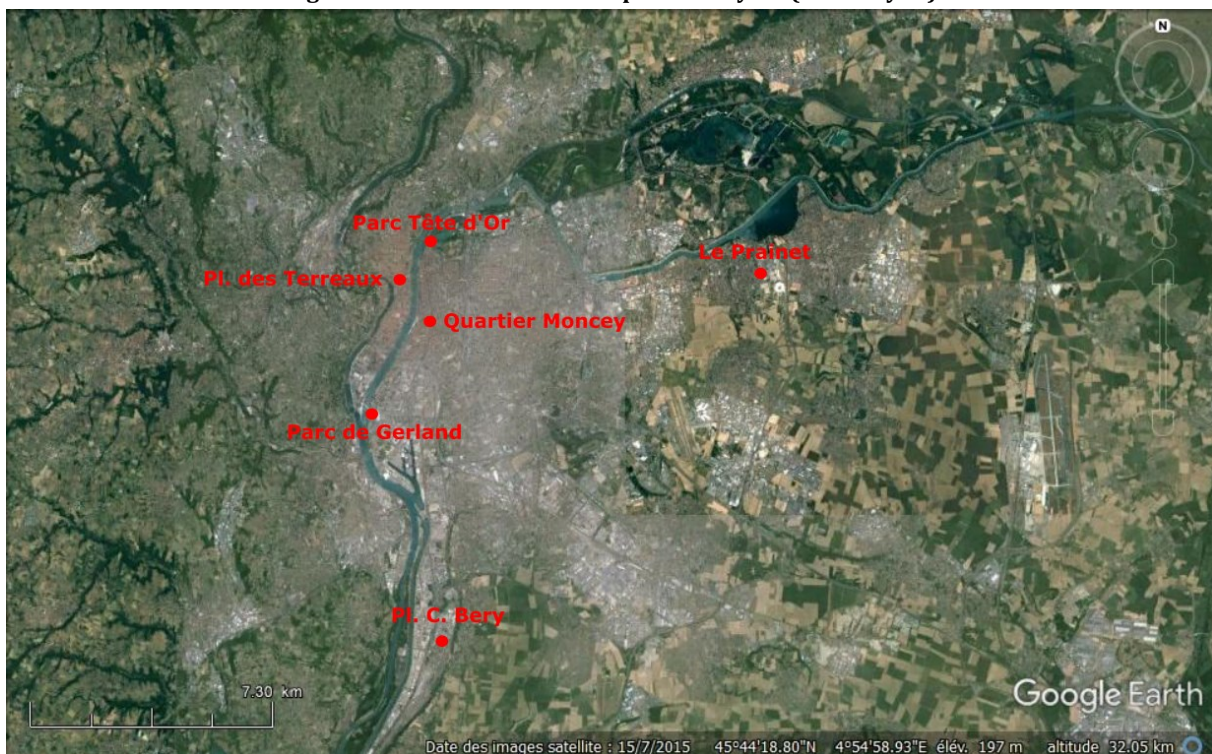 N
Parc Tête d'Or
Le Prainet
Pl. des Terreaux
Quartier Moncey
Parc de Gerland
Pl. C. Bery
7.30 km
Google Earth
Date des images satellite : 15/7/2015 45°44'18.80"N 4°54'58.93"E élév. 197 m altitude 32.05 km